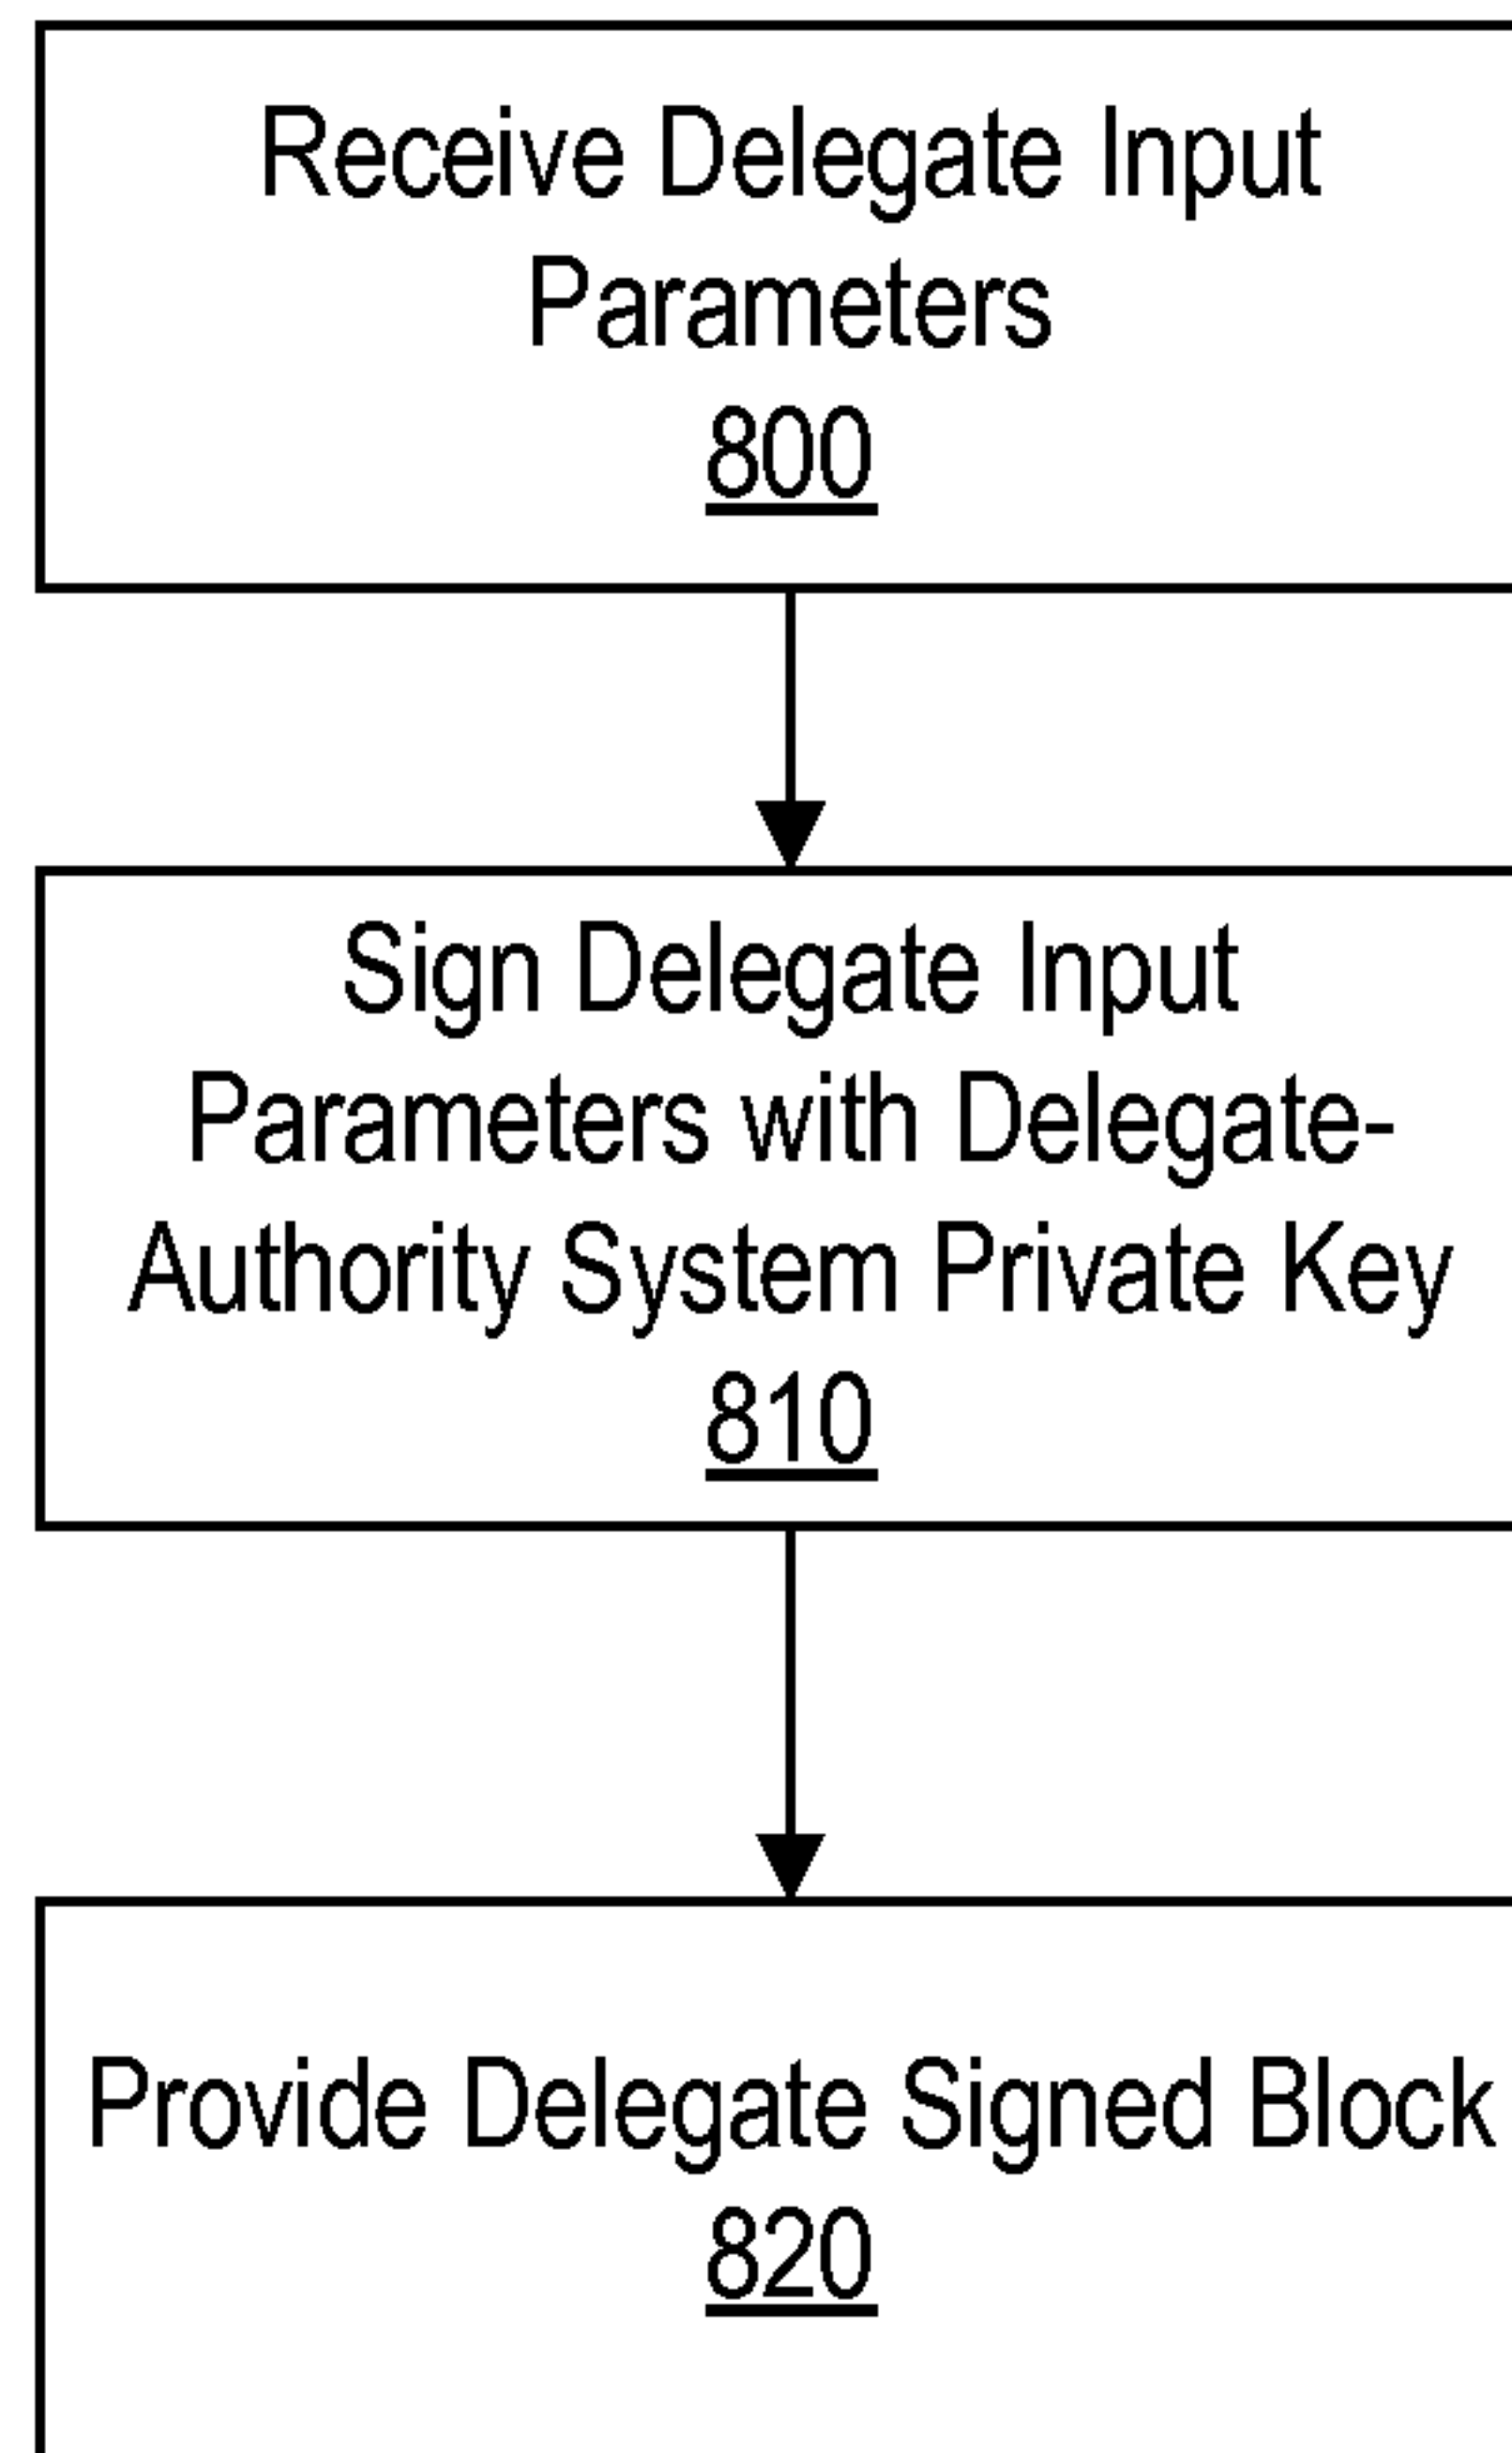 Receive Delegate Input
Parameters
800
Sign Delegate Input
Parameters with Delegate-
Authority System Private Key
810
Provide Delegate Signed Block
820